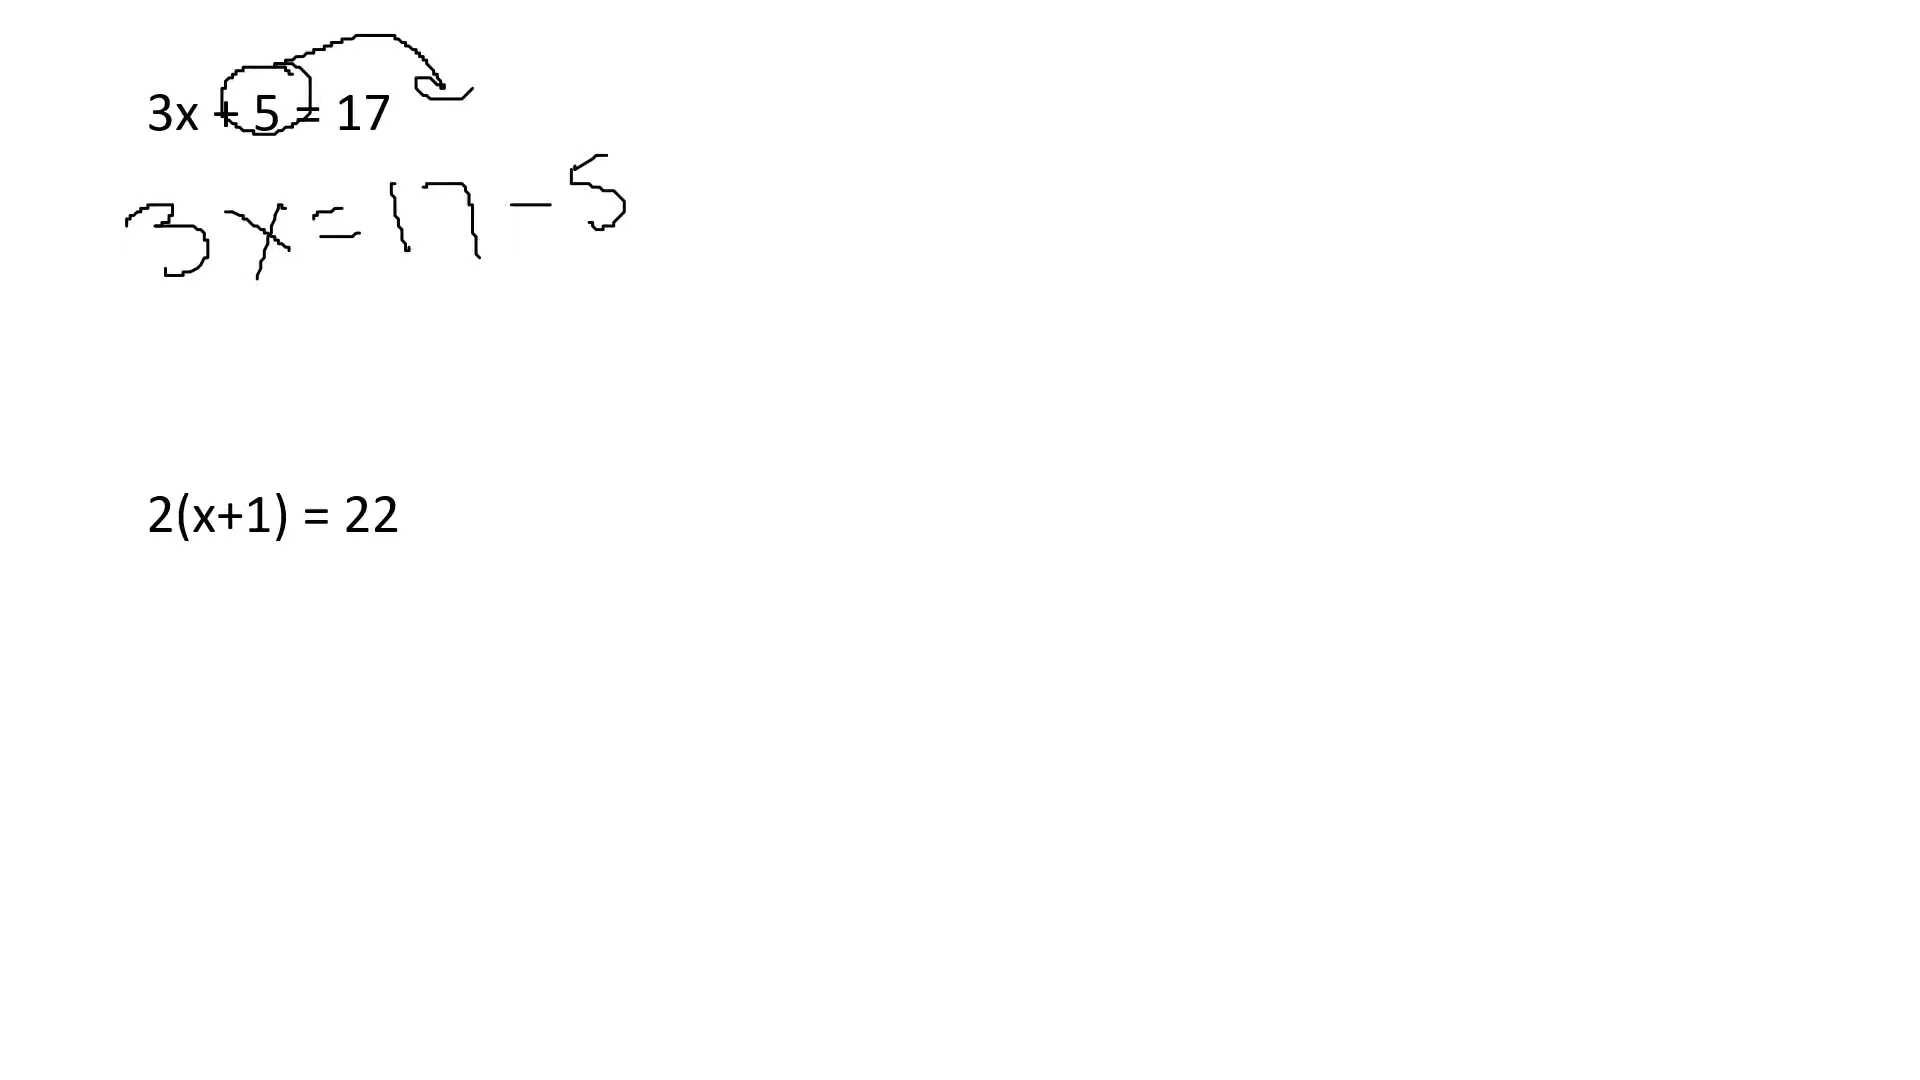 3x + 5 = 17
3x = 17 - 5
2(x+1) = 22